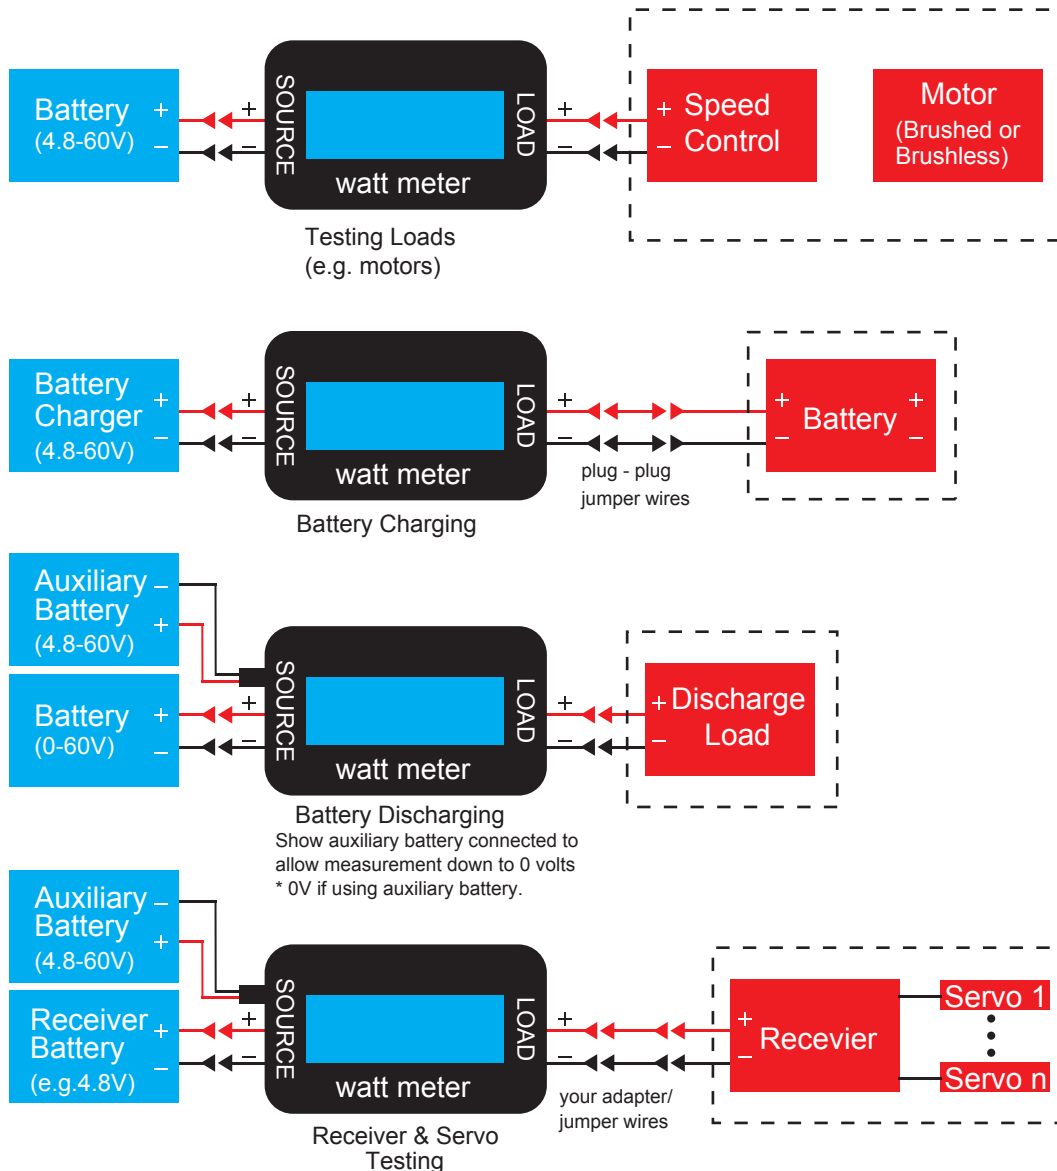 Battery
(4.8-60V)
+
−
+
−
SOURCE
watt meter
LOAD
+
−
+
−
Speed
Control
Motor
(Brushed or
Brushless)
Testing Loads
(e.g. motors)
Battery
Charger
(4.8-60V)
+
−
+
−
SOURCE
watt meter
LOAD
+
−
plug - plug
jumper wires
+
−
Battery
+
−
Battery Charging
Auxiliary
Battery
(4.8-60V)
−
+
Battery
(0-60V)
+
−
+
−
SOURCE
watt meter
LOAD
+
−
+
−
Discharge
Load
Battery Discharging
Show auxiliary battery connected to
allow measurement down to 0 volts
* 0V if using auxiliary battery.
Auxiliary
Battery
(4.8-60V)
−
+
Receiver
Battery
(e.g.4.8V)
+
−
+
−
SOURCE
watt meter
LOAD
+
−
your adapter/
jumper wires
+
−
Recevier
Servo 1
Servo n
Receiver & Servo
Testing